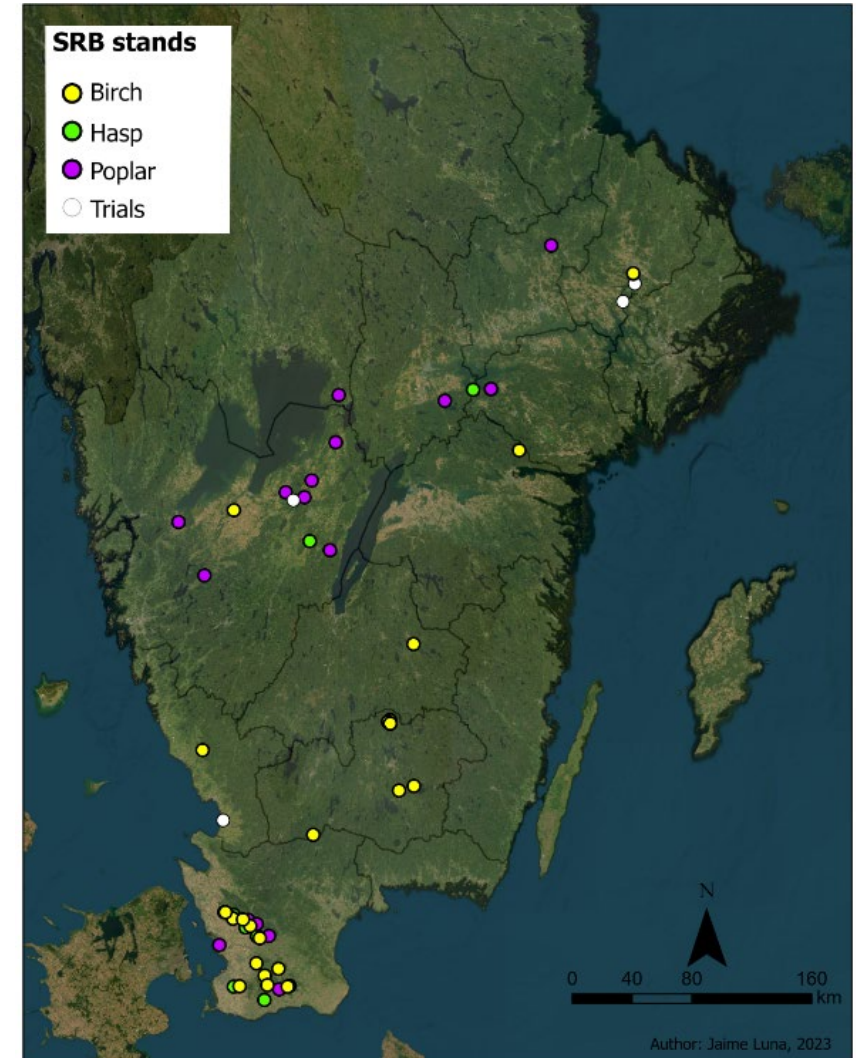 SRB stands
Birch
Hasp
Poplar
Trials
N
0 40 80 160
km
Author: Jaime Luna, 2023